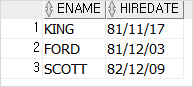 ENAME HIREDATE
1 KING 81/11/17
2 FORD 81/12/03
3 SCOTT 82/12/09